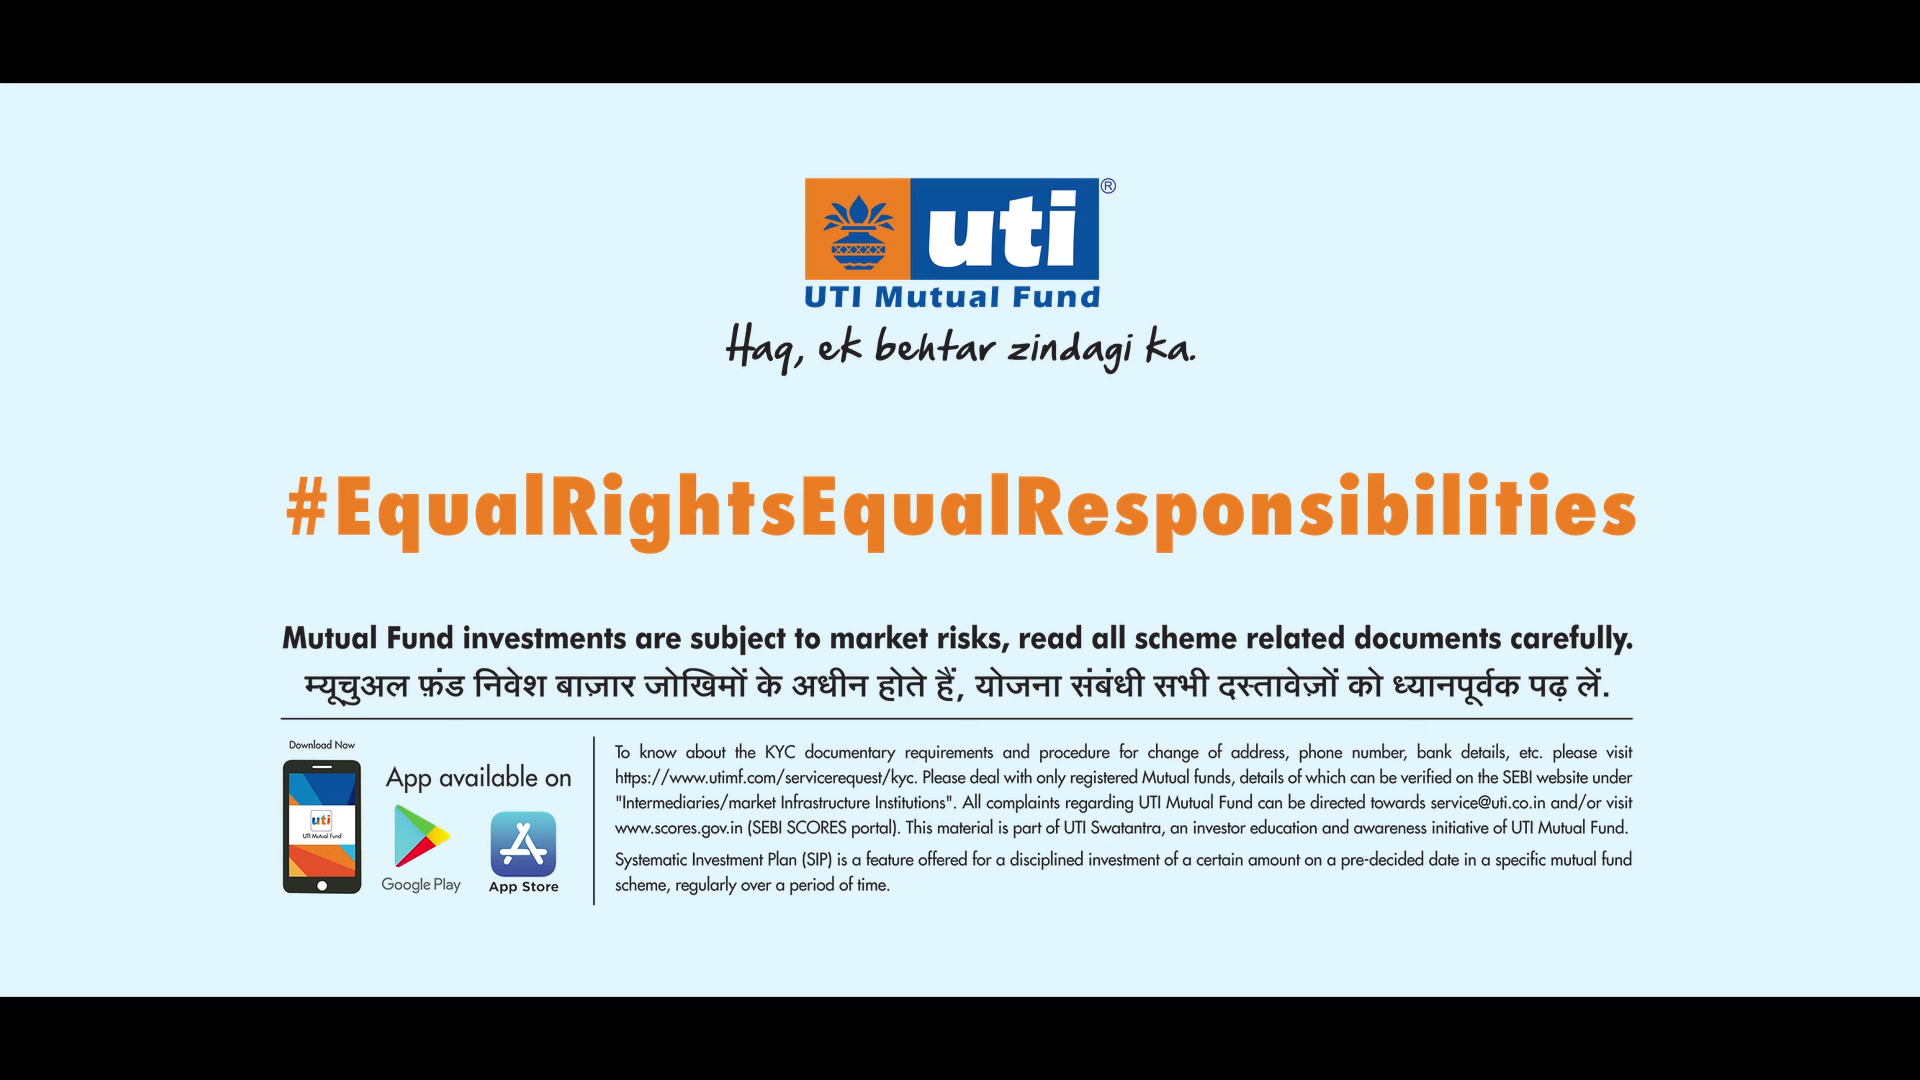 uti ®
UTI Mutual Fund
Haq, ek behtar zindagi ka.
#EqualRightsEqualResponsibilities
Mutual Fund investments are subject to market risks, read all scheme related documents carefully.
म्यूचुअल फ़ंड निवेश बाज़ार जोखिमों के अधीन होते हैं, योजना संबंधी सभी दस्तावेज़ों को ध्यानपूर्वक पढ़ लें.
Download Now
uti
UTI Mutual Fund
App available on
Google Play
App Store
To know about the KYC documentary requirements and procedure for change of address, phone number, bank details, etc. please visit
https://www.utimf.com/servicerequest/kyc. Please deal with only registered Mutual funds, details of which can be verified on the SEBI website under
"Intermediaries/market Infrastructure Institutions". All complaints regarding UTI Mutual Fund can be directed towards service@uti.co.in and/or visit
www.scores.gov.in (SEBI SCORES portal). This material is part of UTI Swatantra, an investor education and awareness initiative of UTI Mutual Fund.
Systematic Investment Plan (SIP) is a feature offered for a disciplined investment of a certain amount on a pre-decided date in a specific mutual fund
scheme, regularly over a period of time.